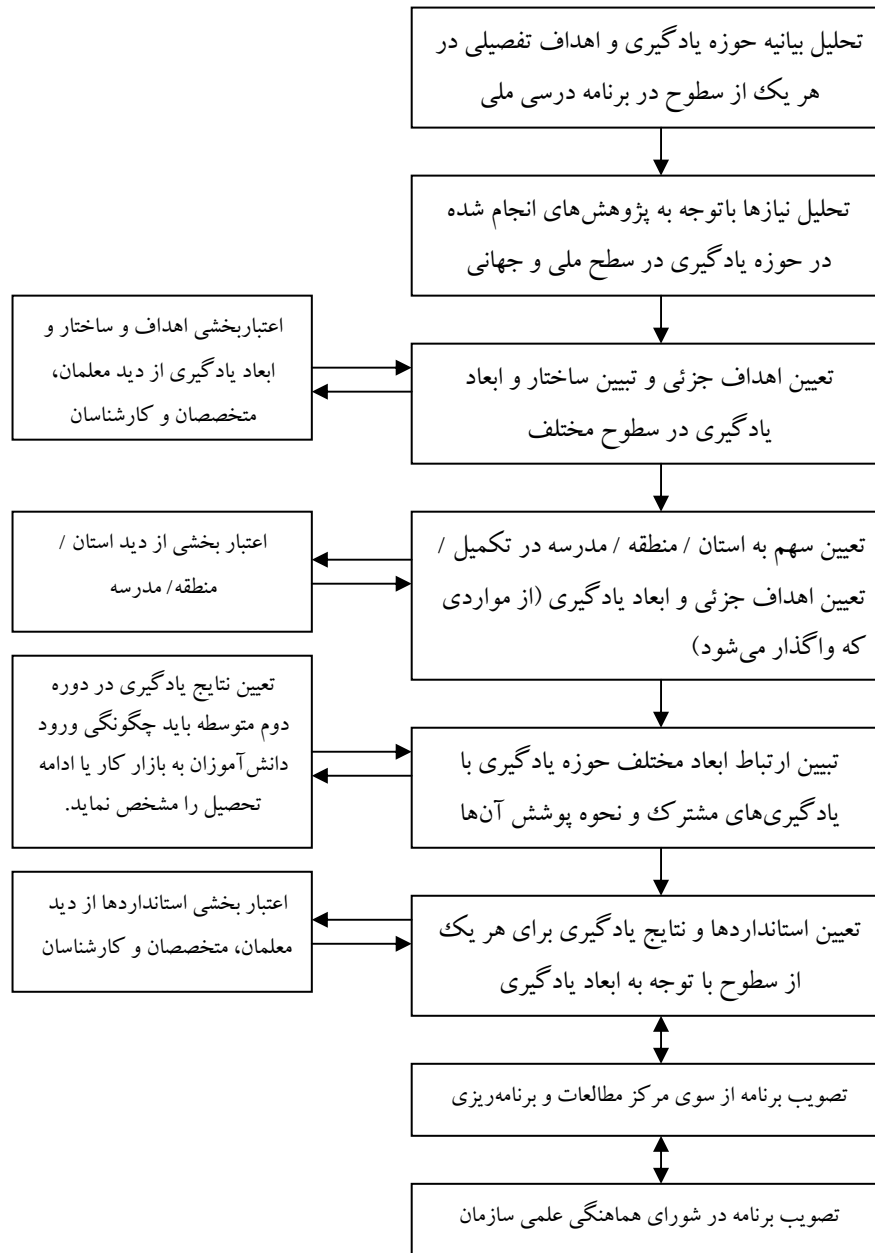 تحلیل بیانیه حوزه یادگیری و اهداف تفصیلی در
هر یک از سطوح در برنامه درسی ملی
تحلیل نیازها باتوجه به پژوهش‌های انجام شده
در حوزه یادگیری در سطح ملی و جهانی
تعیین اهداف جزئی و تبیین ساختار و ابعاد
یادگیری در سطوح مختلف
اعتباربخشی اهداف و ساختار و
ابعاد یادگیری از دید معلمان،
متخصصان و کارشناسان
تعیین سهم به استان / منطقه / مدرسه در تکمیل /
تعیین اهداف جزئی و ابعاد یادگیری (از مواردی
که واگذار می‌شود)
اعتبار بخشی از دید استان /
منطقه/ مدرسه
تبیین ارتباط ابعاد مختلف حوزه یادگیری با
یادگیری‌های مشترک و نحوه پوشش آن‌ها
تعیین نتایج یادگیری در دوره
دوم متوسطه باید چگونگی ورود
دانش‌آموزان به بازار کار یا ادامه
تحصیل را مشخص نماید.
تعیین استانداردها و نتایج یادگیری برای هر یک
از سطوح با توجه به ابعاد یادگیری
اعتبار بخشی استانداردها از دید
معلمان، متخصصان و کارشناسان
تصویب برنامه از سوی مرکز مطالعات و برنامه‌ریزی
تصویب برنامه در شورای هماهنگی علمی سازمان